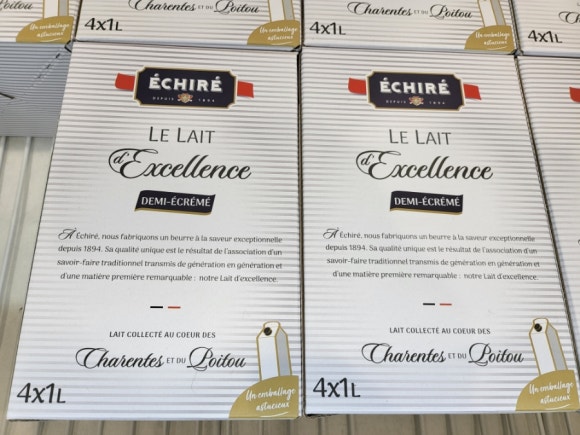 Charentes ET DU Poitou
4x1L
Un emballage
astucieux
Charentes ET DU Poitou
4x1L
Un emballage
astucieux
4x1L
ÉCHIRÉ
DEPUIS 1894
LE LAIT
d'Excellence
DEMI-ÉCRÉMÉ
À Échiré, nous fabriquons un beurre à la saveur exceptionnelle
depuis 1894. Sa qualité unique est le résultat de l'association d'un
savoir-faire traditionnel transmis de génération en génération et
d'une matière première remarquable : notre Lait d'excellence.
LAIT COLLECTÉ AU COEUR DES
Charentes ET DU Poitou
4x1L
Un emballage
astucieux
ÉCHIRÉ
DEPUIS 1894
LE LAIT
d'Excellence
DEMI-ÉCRÉMÉ
À Échiré, nous fabriquons un beurre à la saveur exceptionnelle
depuis 1894. Sa qualité unique est le résultat de l'association d'un
savoir-faire traditionnel transmis de génération en génération et
d'une matière première remarquable : notre Lait d'excellence.
LAIT COLLECTÉ AU COEUR DES
Charentes ET DU Poitou
4x1L
Un emballage
astucieux